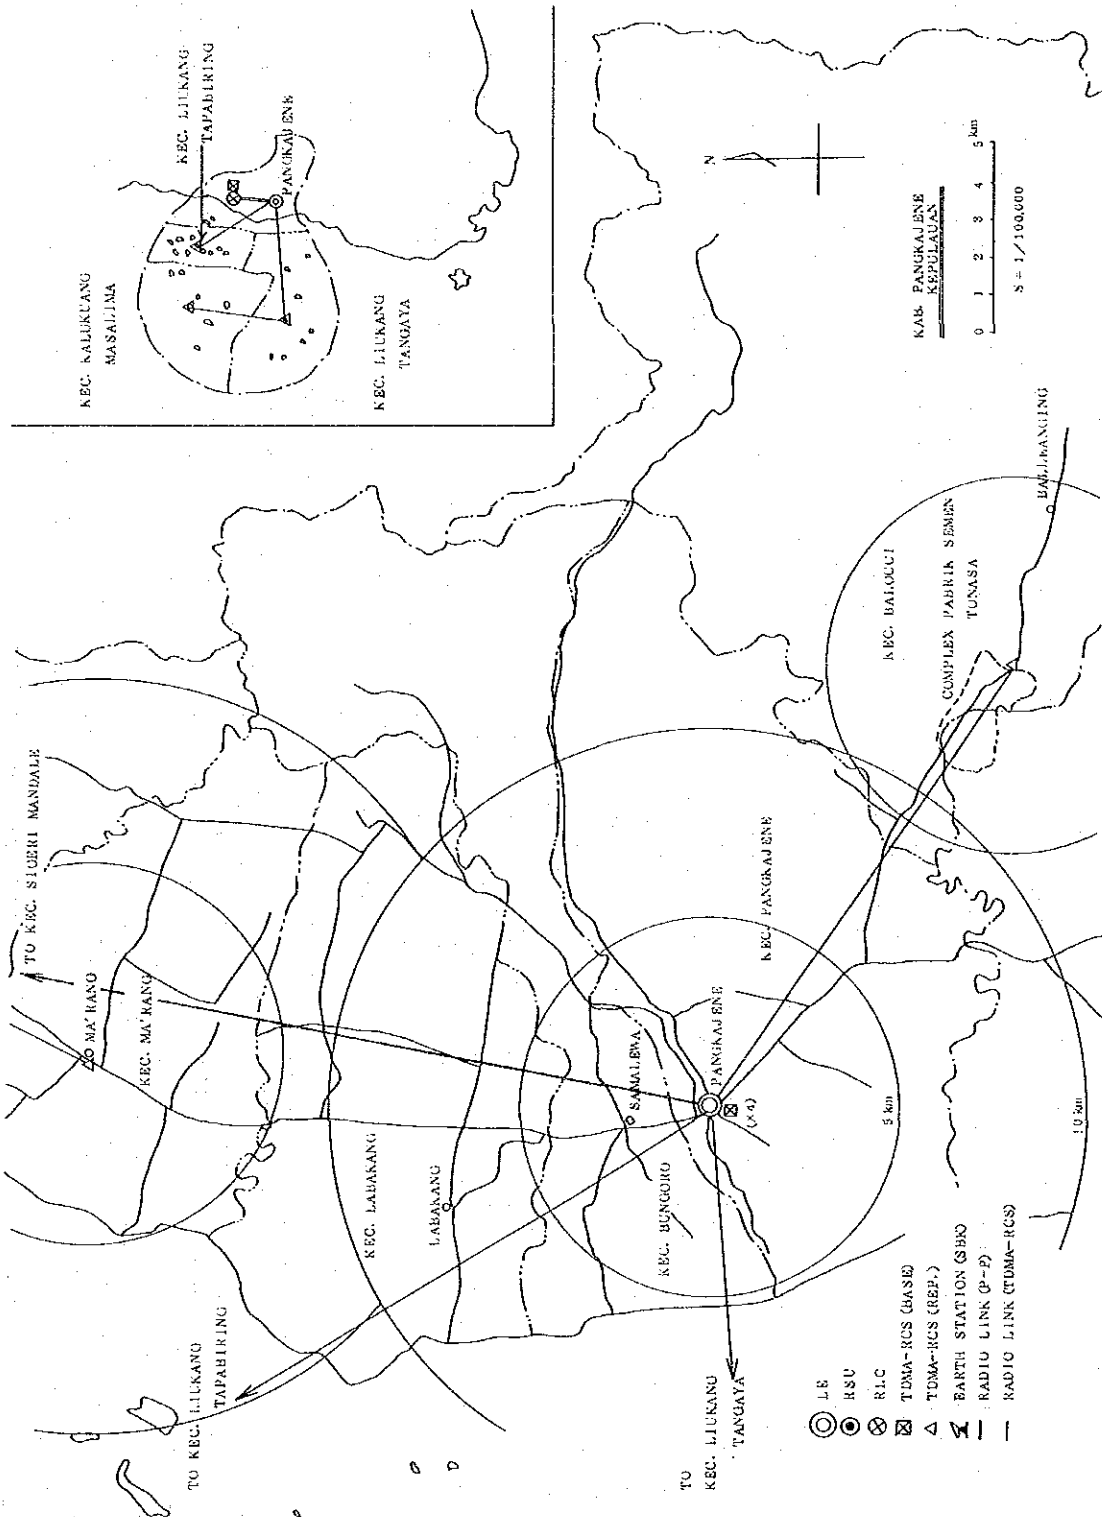 KEC. KALUKUANG
MASALIMA
KEC. LIUKANG
TAPABIRING
PANGKAJENE
KEC. LIUKANG
TANGAYA
N
KAB. PANGKAJENE
KEPULAUAN
0 1 2 3 4 5 km
S = 1/100,000
TO KEC. SIGERI MANDALE
MA'RANG
KEC. MA'RANG
TO KEC. LIUKANG
TAPABIRING
KEC. LABAKANG
LABAKANG
SAMALEWA
KEC. BUNGORO
PANGKAJENE
(×4)
KEC. PANGKAJENE
KEC. BALOCCI
COMPLEX PABRIK SEMEN
TONASA
5 km
10 km
TO
KEC. LIUKANG
TANGAYA
LE
RSU
RLC
TDMA-RCS (BASE)
TDMA-RCS (REP.)
EARTH STATION (SBK)
RADIO LINK (P-P)
RADIO LINK (TDMA-RCS)